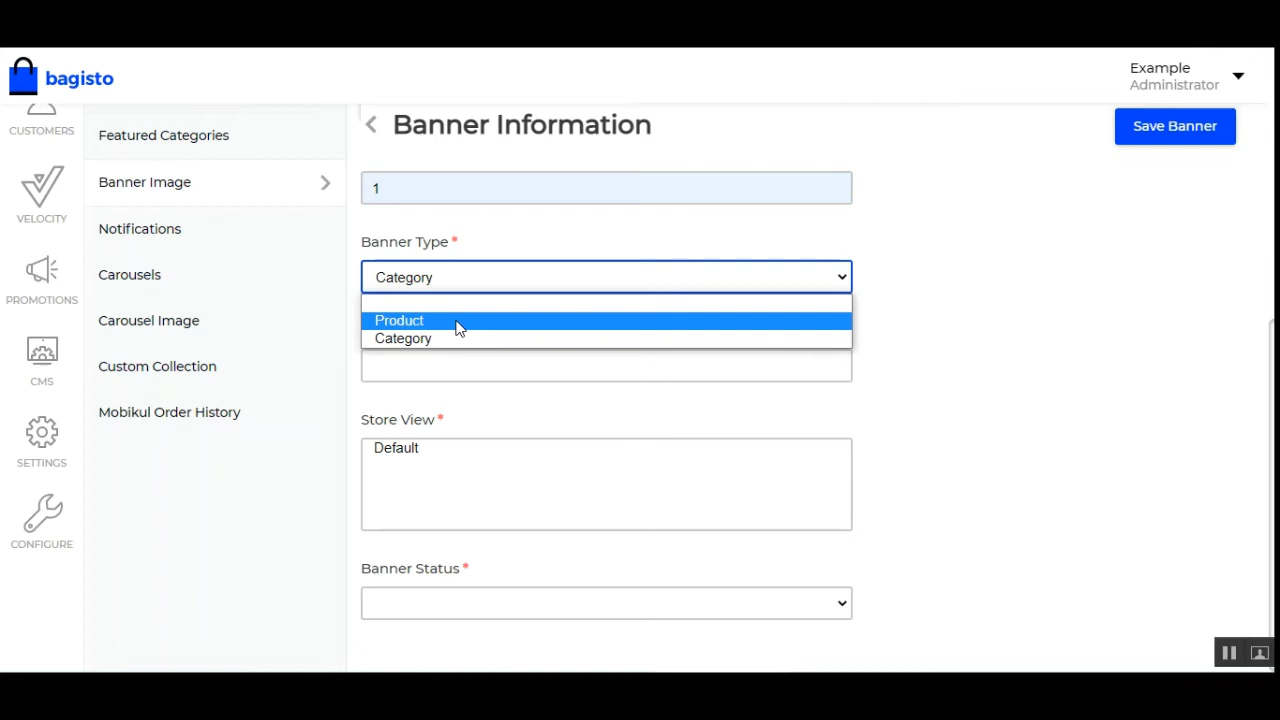 bagisto
Example
Administrator
CUSTOMERS
VELOCITY
PROMOTIONS
CMS
SETTINGS
CONFIGURE
Featured Categories
Banner Image
Notifications
Carousels
Carousel Image
Custom Collection
Mobikul Order History
Banner Information
Save Banner
1
Banner Type *
Category
Product
Category
Store View *
Default
Banner Status *